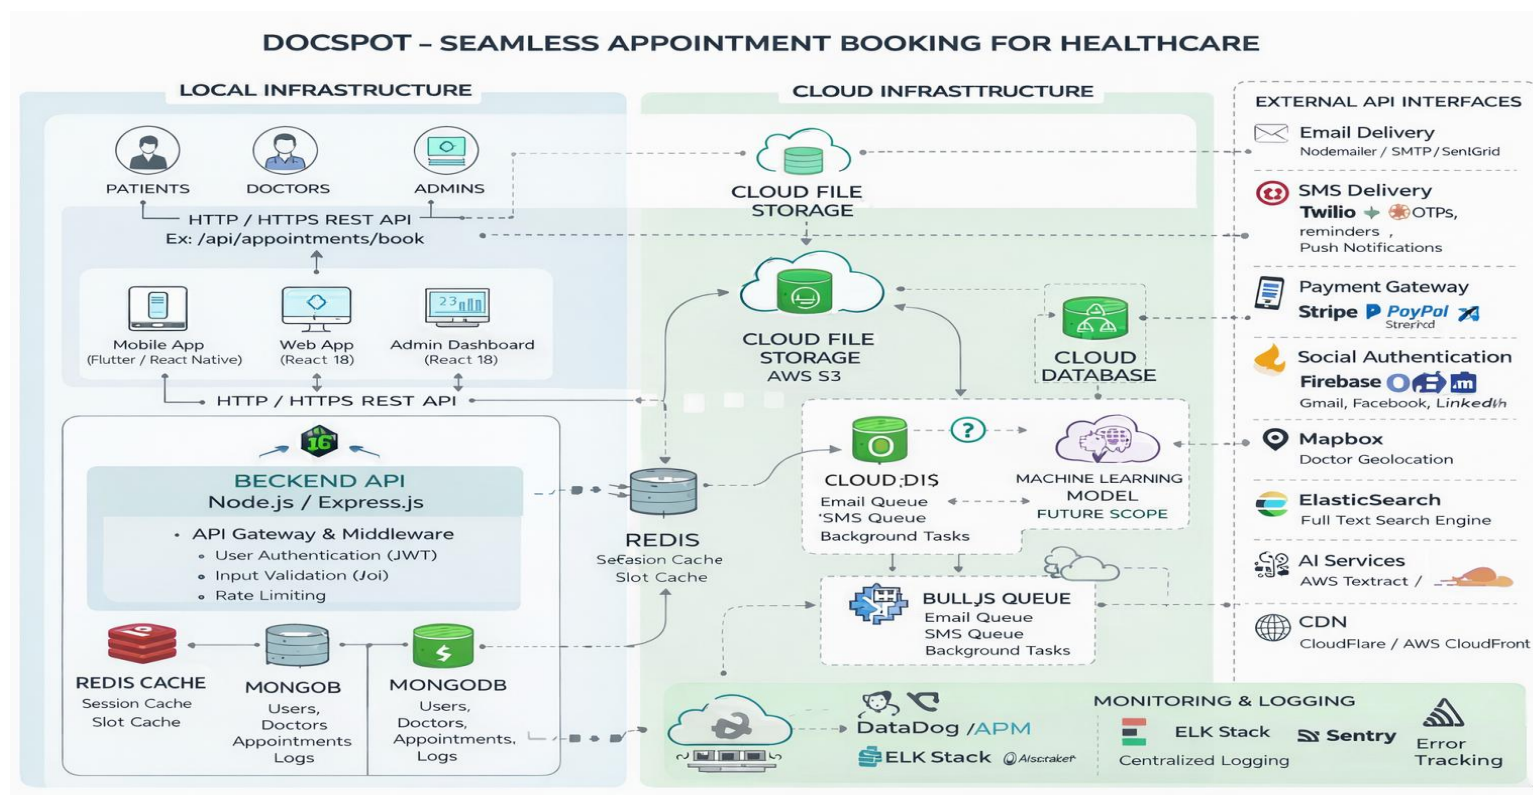 DOCSPOT – SEAMLESS APPOINTMENT BOOKING FOR HEALTHCARE
LOCAL INFRASTRUCTURE
PATIENTS
DOCTORS
ADMINS
HTTP / HTTPS REST API
Ex: /api/appointments/book
23
Mobile App
(Flutter / React Native)
Web App
(React 18)
Admin Dashboard
(React 18)
HTTP / HTTPS REST API
16
BECKEND API
Node.js / Express.js
• API Gateway & Middleware
User Authentication (JWT)
Input Validation (Joi)
Rate Limiting
REDIS CACHE
Session Cache
Slot Cache
MONGOB
Users,
Doctors
Appointments
Logs
MONGODB
Users,
Doctors,
Appointments,
Logs
CLOUD INFRASTTRUCTURE
CLOUD FILE
STORAGE
CLOUD FILE
STORAGE
AWS S3
CLOUD
DATABASE
REDIS
Slot Cache
CLOUD;DIS
Email Queue
SMS Queue
Background Tasks
?
MACHINE LEARNING
MODEL
FUTURE SCOPE
BULLJS QUEUE
Email Queue
SMS Queue
Background Tasks
DataDog /APM
ELK Stack
MONITORING & LOGGING
ELK Stack
Centralized Logging
Sentry
Error
Tracking
EXTERNAL API INTERFACES
Email Delivery
Nodemailer / SMTP / SenlGrid
SMS Delivery
Twilio OTPs,
reminders ,
Push Notifications
Payment Gateway
Stripe PoyPol
Social Authentication
Firebase
Gmail, Facebook, LinkedIn
Mapbox
Doctor Geolocation
ElasticSearch
Full Text Search Engine
AI Services
AWS Textract /
CDN
CloudFlare / AWS CloudFront